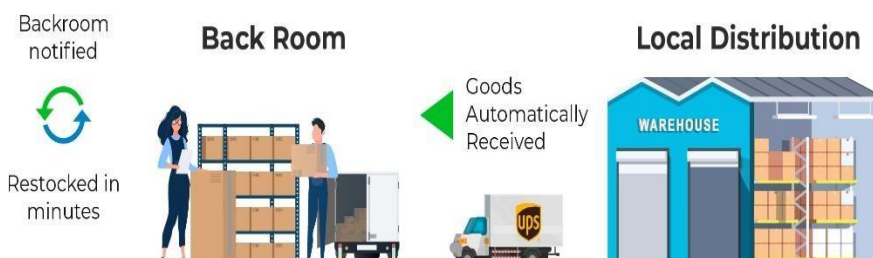 Backroom
notified
Restocked in
minutes
Back Room
Goods
Automatically
Received
ups
Local Distribution
WAREHOUSE